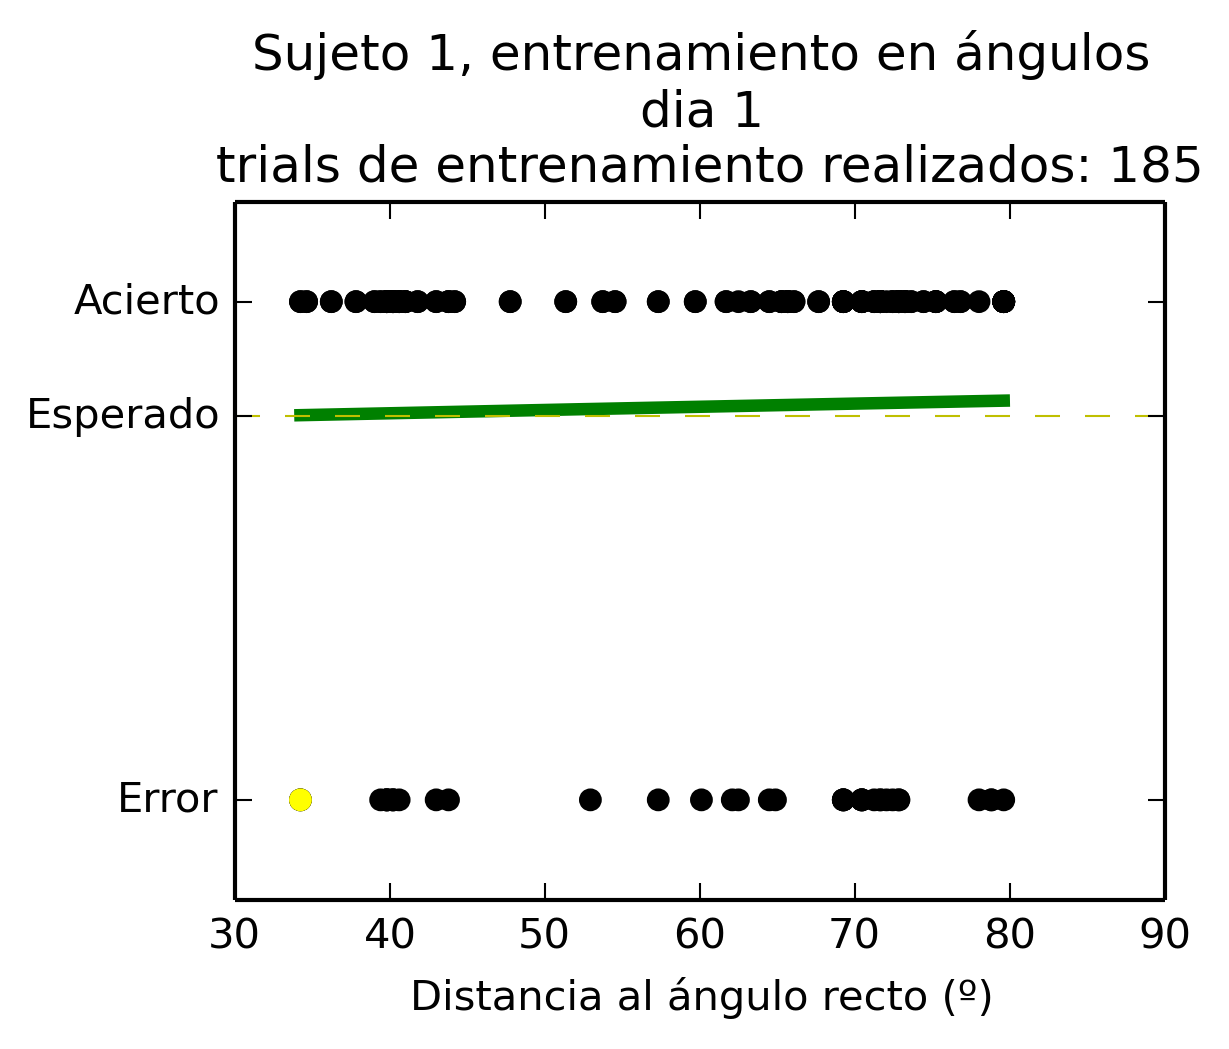 Sujeto 1, entrenamiento en ángulos
dia 1
trials de entrenamiento realizados: 185
Acierto
Esperado
Error
30 40 50 60 70 80 90
Distancia al ángulo recto (º)